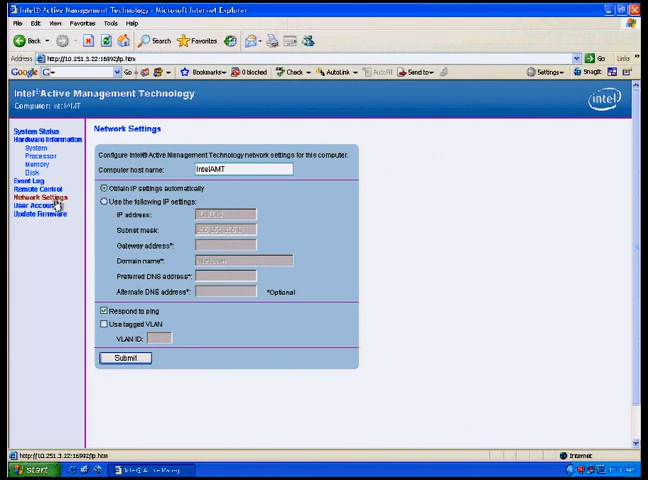 Intel® Active Management Technology - Microsoft Internet Explorer
File Edit View Favorites Tools Help
Back Search Favorites
Address http://10.251.3.22:16992/ip.htm Go Links
Google G Go Bookmarks 0 blocked Check AutoLink AutoFill Send to Settings SnagIt
Intel® Active Management Technology
Computer: IntelAMT
intel
System Status
Hardware Information
System
Processor
Memory
Disk
Event Log
Remote Control
Network Settings
User Accounts
Update Firmware
Network Settings
Configure Intel® Active Management Technology network settings for this computer.
Computer host name: IntelAMT
Obtain IP settings automatically
Use the following IP settings:
IP address:
Subnet mask:
Gateway address*:
Domain name*:
Preferred DNS address*:
Alternate DNS address*: *Optional
Respond to ping
Use tagged VLAN
VLAN ID:
Submit
http://10.251.3.22:16992/ip.htm Internet
start